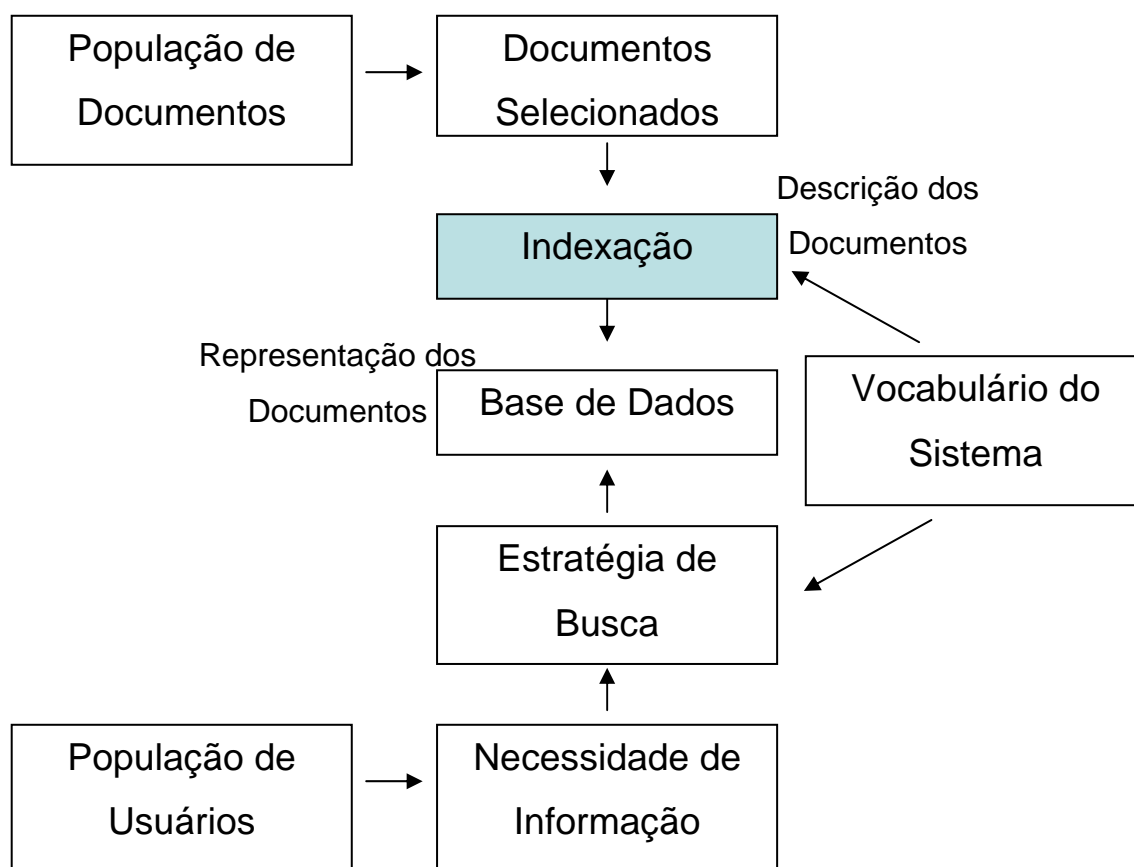 População de
Documentos
Documentos
Selecionados
Descrição dos
Documentos
Indexação
Representação dos
Documentos
Base de Dados
Vocabulário do
Sistema
Estratégia de
Busca
População de
Usuários
Necessidade de
Informação